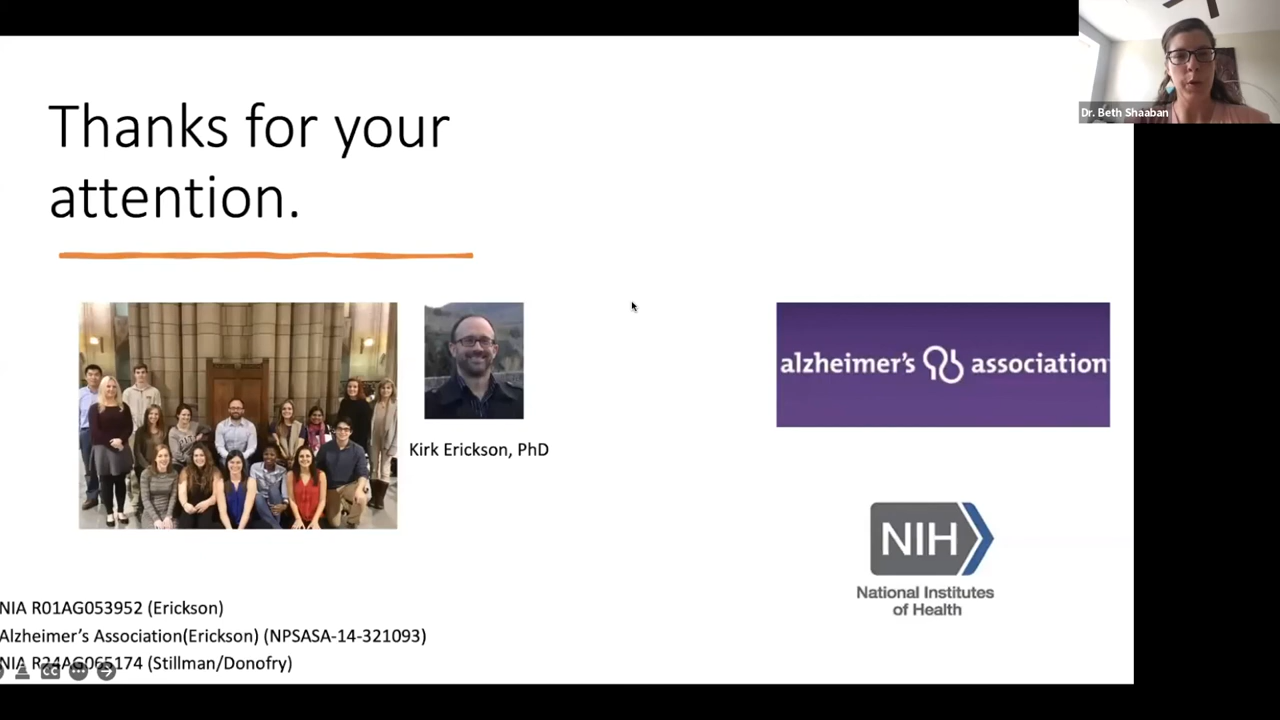 Thanks for your
attention.
Dr. Beth Shaaban
Kirk Erickson, PhD
alzheimer's association
NIH
National Institutes
of Health
NIA R01AG053952 (Erickson)
Alzheimer's Association(Erickson) (NPSASA-14-321093)
NIA R24AG065174 (Stillman/Donofry)
CC